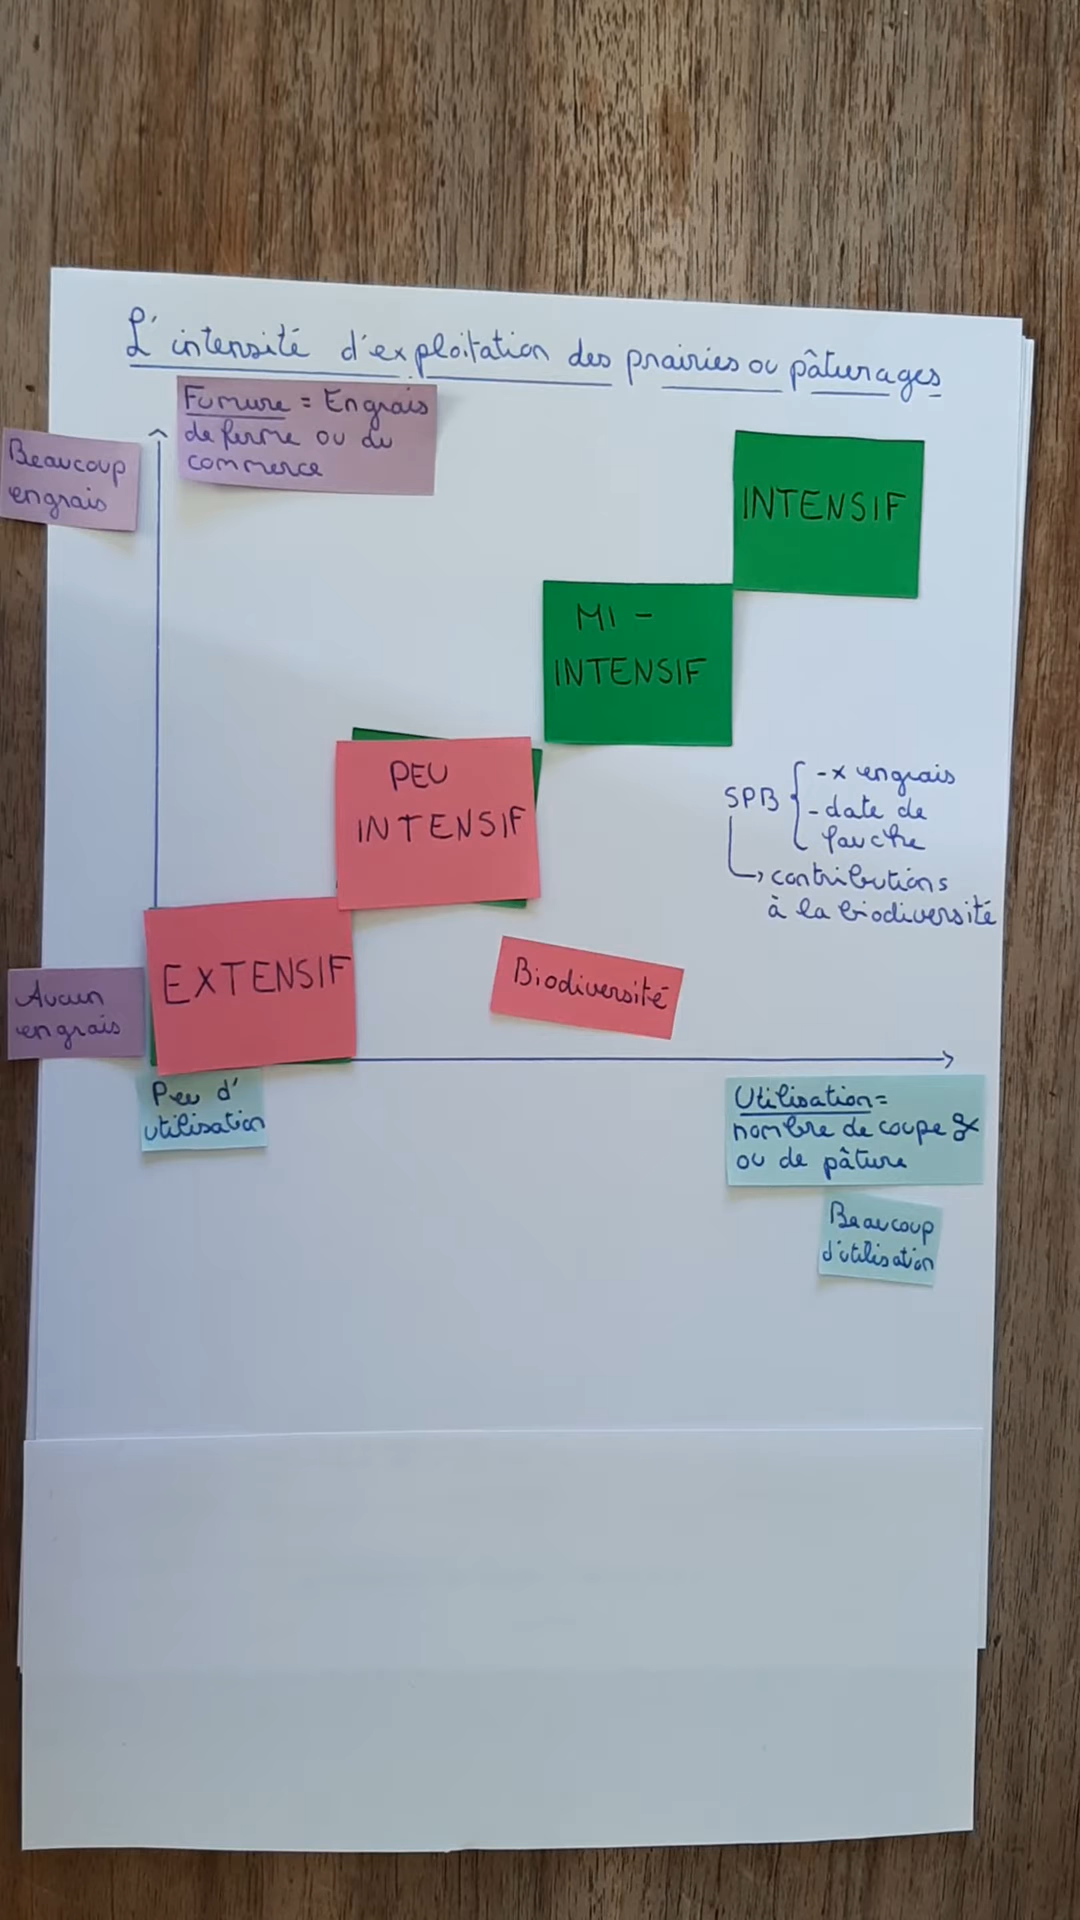 L'intensité d'exploitation des prairies ou pâturages
Fumure = Engrais
de ferme ou du
commerce
Beaucoup
engrais
INTENSIF
MI -
INTENSIF
PEU
INTENSIF
SPB { - x engrais
- date de
fauche
→ contributions
à la biodiversité
EXTENSIF
Biodiversité
Aucun
engrais
Peu d'
utilisation
Utilisation =
nombre de coupe
ou de pâture
Beaucoup
d'utilisation